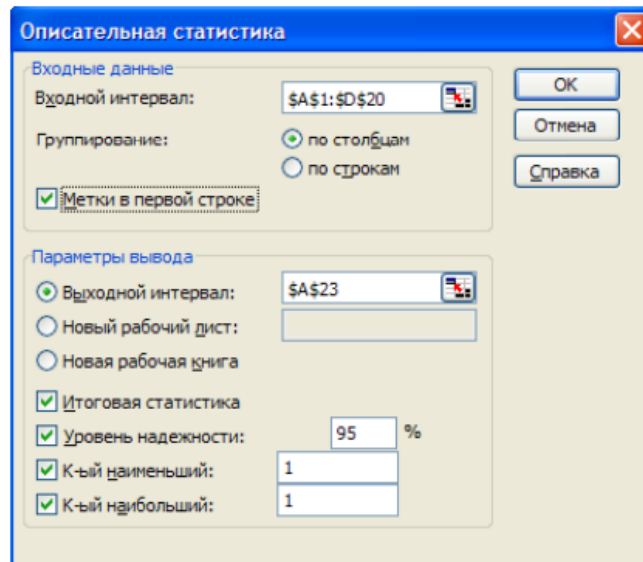 Описательная статистика
Входные данные
Входной интервал: $A$1:$D$20
Группирование: по столбцам
по строкам
Метки в первой строке
OK
Отмена
Справка
Параметры вывода
Выходной интервал: $A$23
Новый рабочий лист:
Новая рабочая книга
Итоговая статистика
Уровень надежности: 95 %
К-ый наименьший: 1
К-ый наибольший: 1